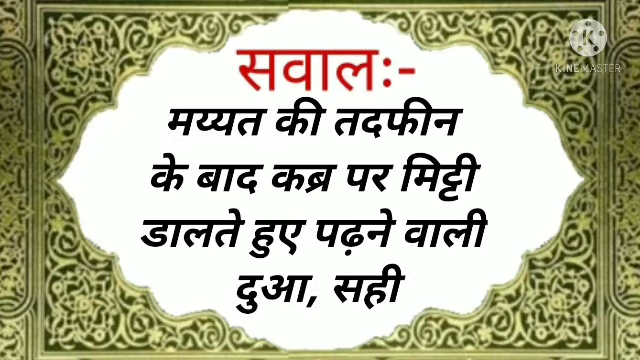 सवालः-
KINEMASTER
मय्यत की तदफीन
के बाद कब्र पर मिट्टी
डालते हुए पढ़ने वाली
दुआ, सही